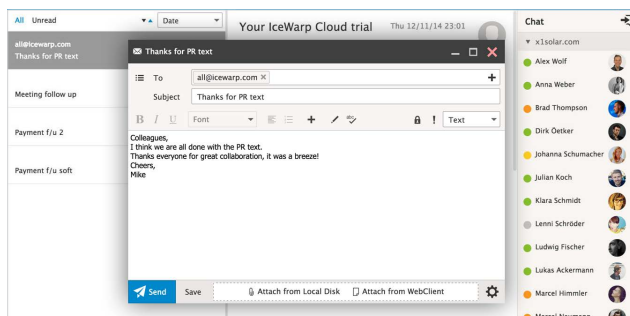 All Unread Date
all@icewarp.com
Thanks for PR text
Meeting follow up
Payment f/u 2
Payment f/u soft
Your IceWarp Cloud trial Thu 12/11/14 23:01
Thanks for PR text
To all@icewarp.com
Subject Thanks for PR text
B I U Font abc ! Text
Colleagues,
I think we are all done with the PR text.
Thanks everyone for great collaboration, it was a breeze!
Cheers,
Mike
Send Save Attach from Local Disk Attach from WebClient
Chat
x1solar.com
Alex Wolf
Anna Weber
Brad Thompson
Dirk Öetker
Johanna Schumacher
Julian Koch
Klara Schmidt
Lenni Schröder
Ludwig Fischer
Lukas Ackermann
Marcel Himmler
Marcel Neumann